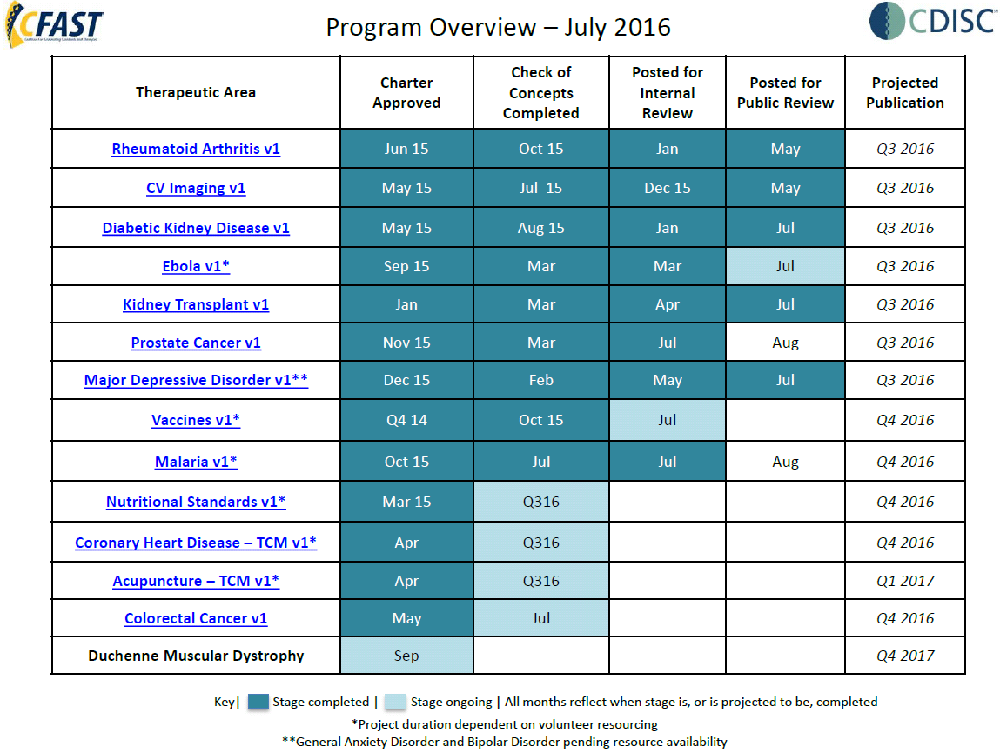 CFAST
Program Overview – July 2016
CDISC
Therapeutic Area
Charter
Approved
Check of
Concepts
Completed
Posted for
Internal
Review
Posted for
Public Review
Projected
Publication
Rheumatoid Arthritis v1 Jun 15 Oct 15 Jan May Q3 2016
CV Imaging v1 May 15 Jul 15 Dec 15 May Q3 2016
Diabetic Kidney Disease v1 May 15 Aug 15 Jan Jul Q3 2016
Ebola v1* Sep 15 Mar Mar Jul Q3 2016
Kidney Transplant v1 Jan Mar Apr Jul Q3 2016
Prostate Cancer v1 Nov 15 Mar Jul Aug Q3 2016
Major Depressive Disorder v1** Dec 15 Feb May Jul Q3 2016
Vaccines v1* Q4 14 Oct 15 Jul Q4 2016
Malaria v1* Oct 15 Jul Jul Aug Q4 2016
Nutritional Standards v1* Mar 15 Q316 Q4 2016
Coronary Heart Disease – TCM v1* Apr Q316 Q4 2016
Acupuncture – TCM v1* Apr Q316 Q1 2017
Colorectal Cancer v1 May Jul Q4 2016
Duchenne Muscular Dystrophy Sep Q4 2017
Key| Stage completed | Stage ongoing | All months reflect when stage is, or is projected to be, completed
*Project duration dependent on volunteer resourcing
**General Anxiety Disorder and Bipolar Disorder pending resource availability